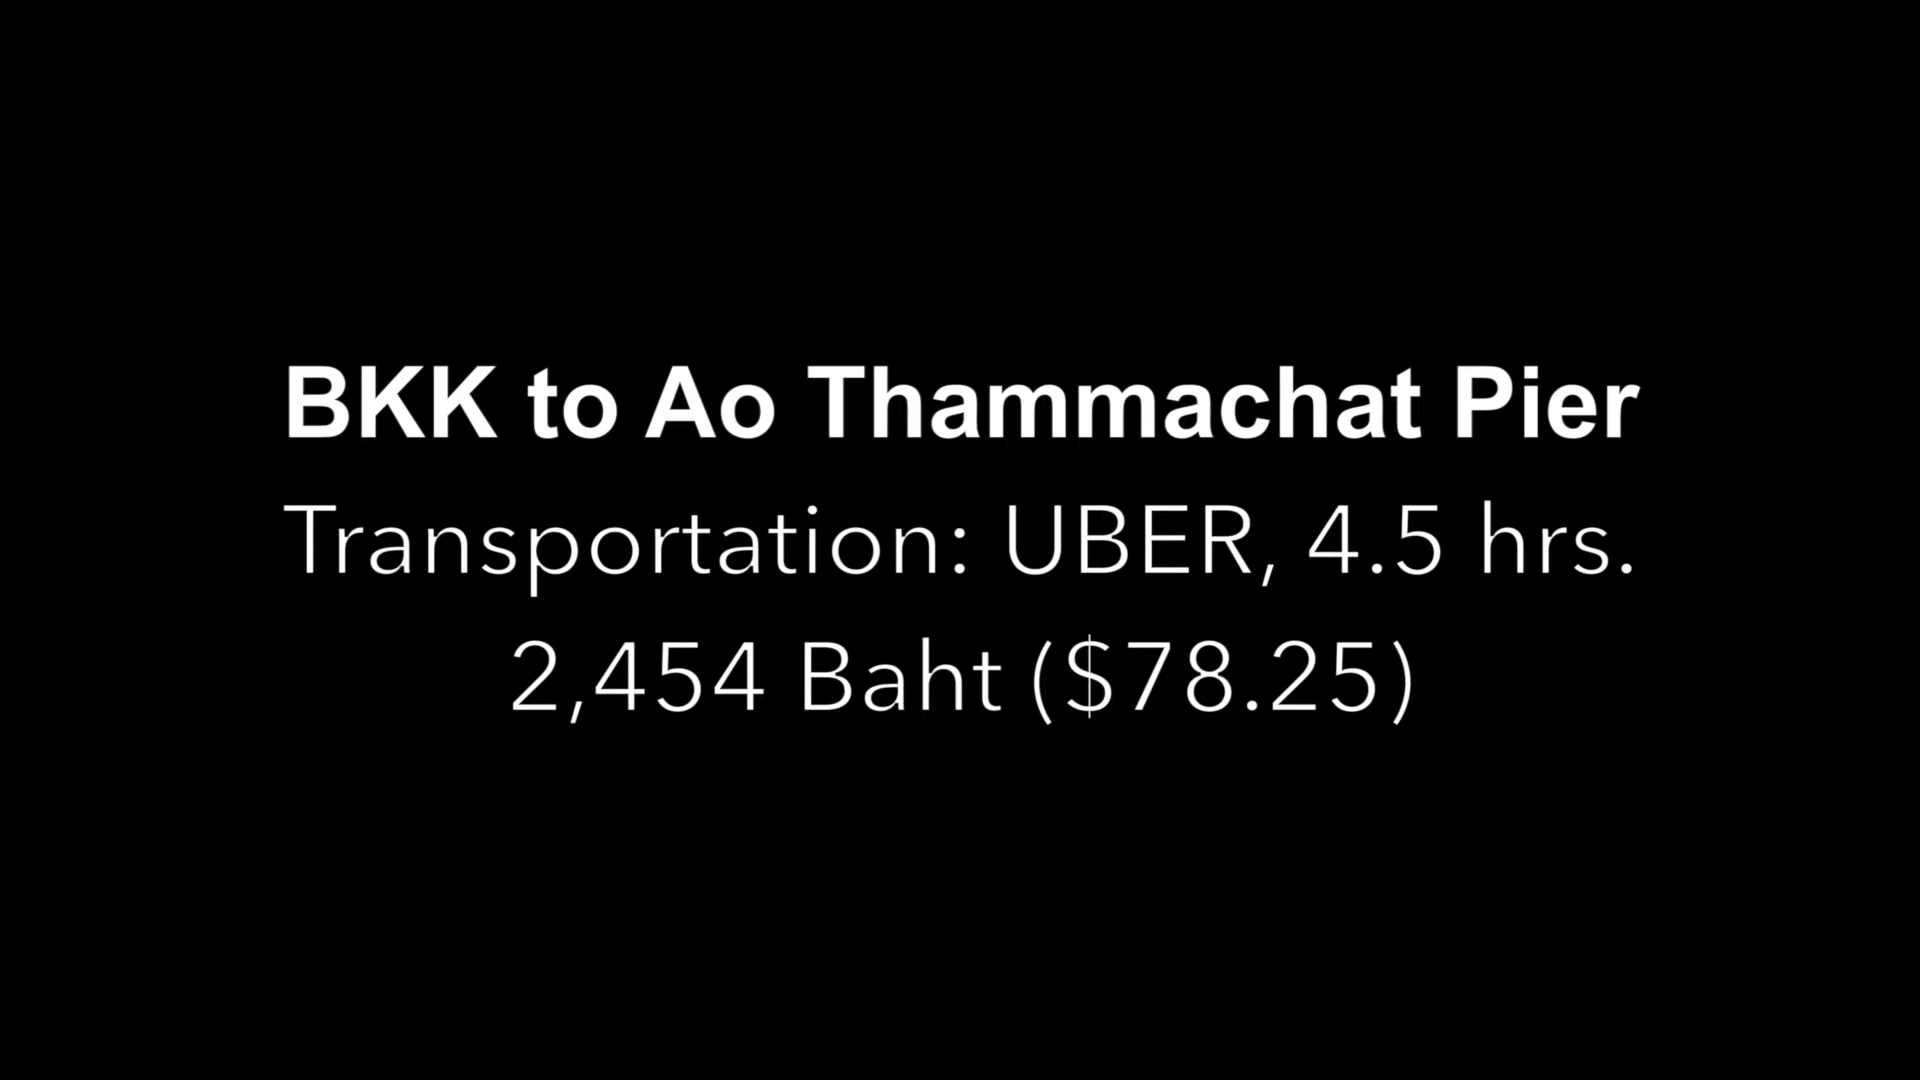 BKK to Ao Thammachat Pier
Transportation: UBER, 4.5 hrs.
2,454 Baht ($78.25)